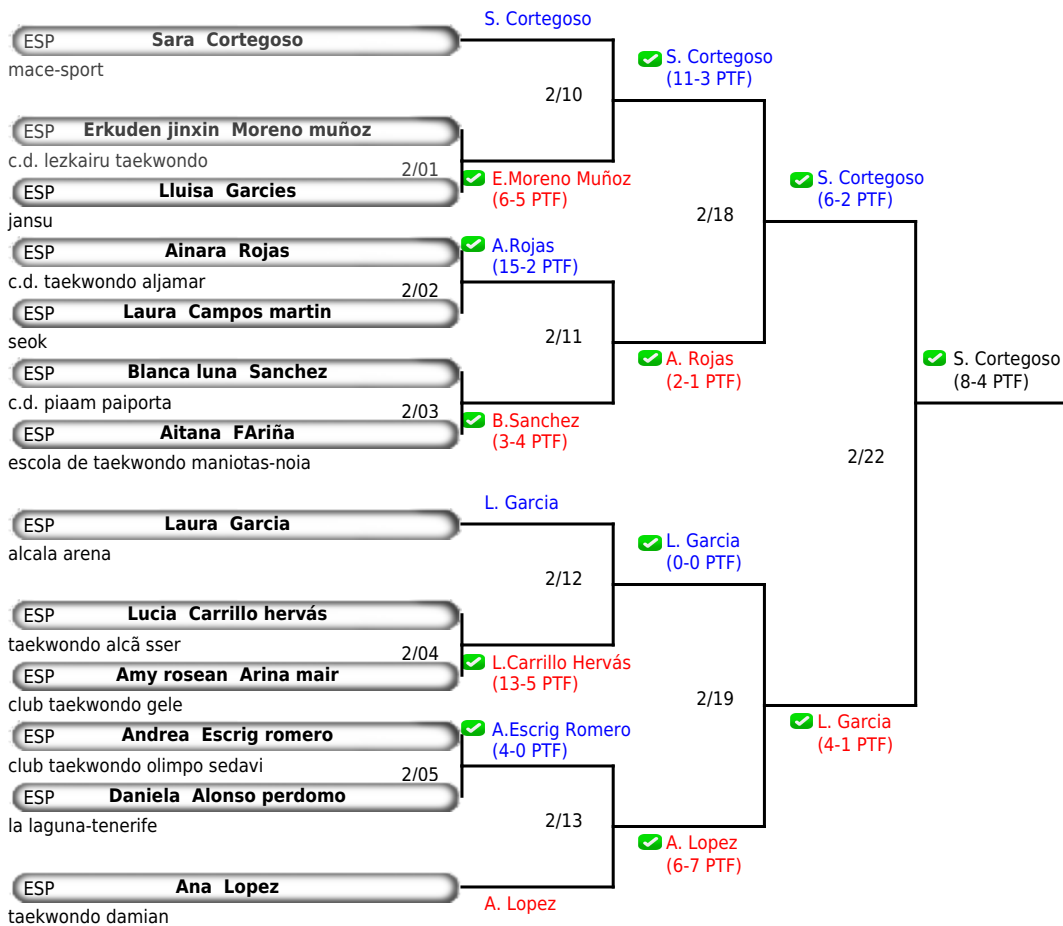 S. Cortegoso
ESP Sara Cortegoso
mace-sport
S. Cortegoso
(11-3 PTF)
2/10
ESP Erkuden jinxin Moreno muñoz
c.d. lezkairu taekwondo
2/01
E.Moreno Muñoz
(6-5 PTF)
ESP Lluisa Garcies
jansu
S. Cortegoso
(6-2 PTF)
2/18
ESP Ainara Rojas
c.d. taekwondo aljamar
A.Rojas
(15-2 PTF)
2/02
ESP Laura Campos martin
seok
2/11
A. Rojas
(2-1 PTF)
S. Cortegoso
(8-4 PTF)
ESP Blanca luna Sanchez
c.d. piaam paiporta
2/03
B.Sanchez
(3-4 PTF)
ESP Aitana FAriña
escola de taekwondo maniotas-noia
2/22
L. Garcia
ESP Laura Garcia
alcala arena
L. Garcia
(0-0 PTF)
2/12
ESP Lucia Carrillo hervás
taekwondo alcã sser
2/04
L.Carrillo Hervás
(13-5 PTF)
ESP Amy rosean Arina mair
club taekwondo gele
2/19
L. Garcia
(4-1 PTF)
ESP Andrea Escrig romero
club taekwondo olimpo sedavi
A.Escrig Romero
(4-0 PTF)
2/05
ESP Daniela Alonso perdomo
la laguna-tenerife
2/13
A. Lopez
(6-7 PTF)
ESP Ana Lopez
taekwondo damian
A. Lopez